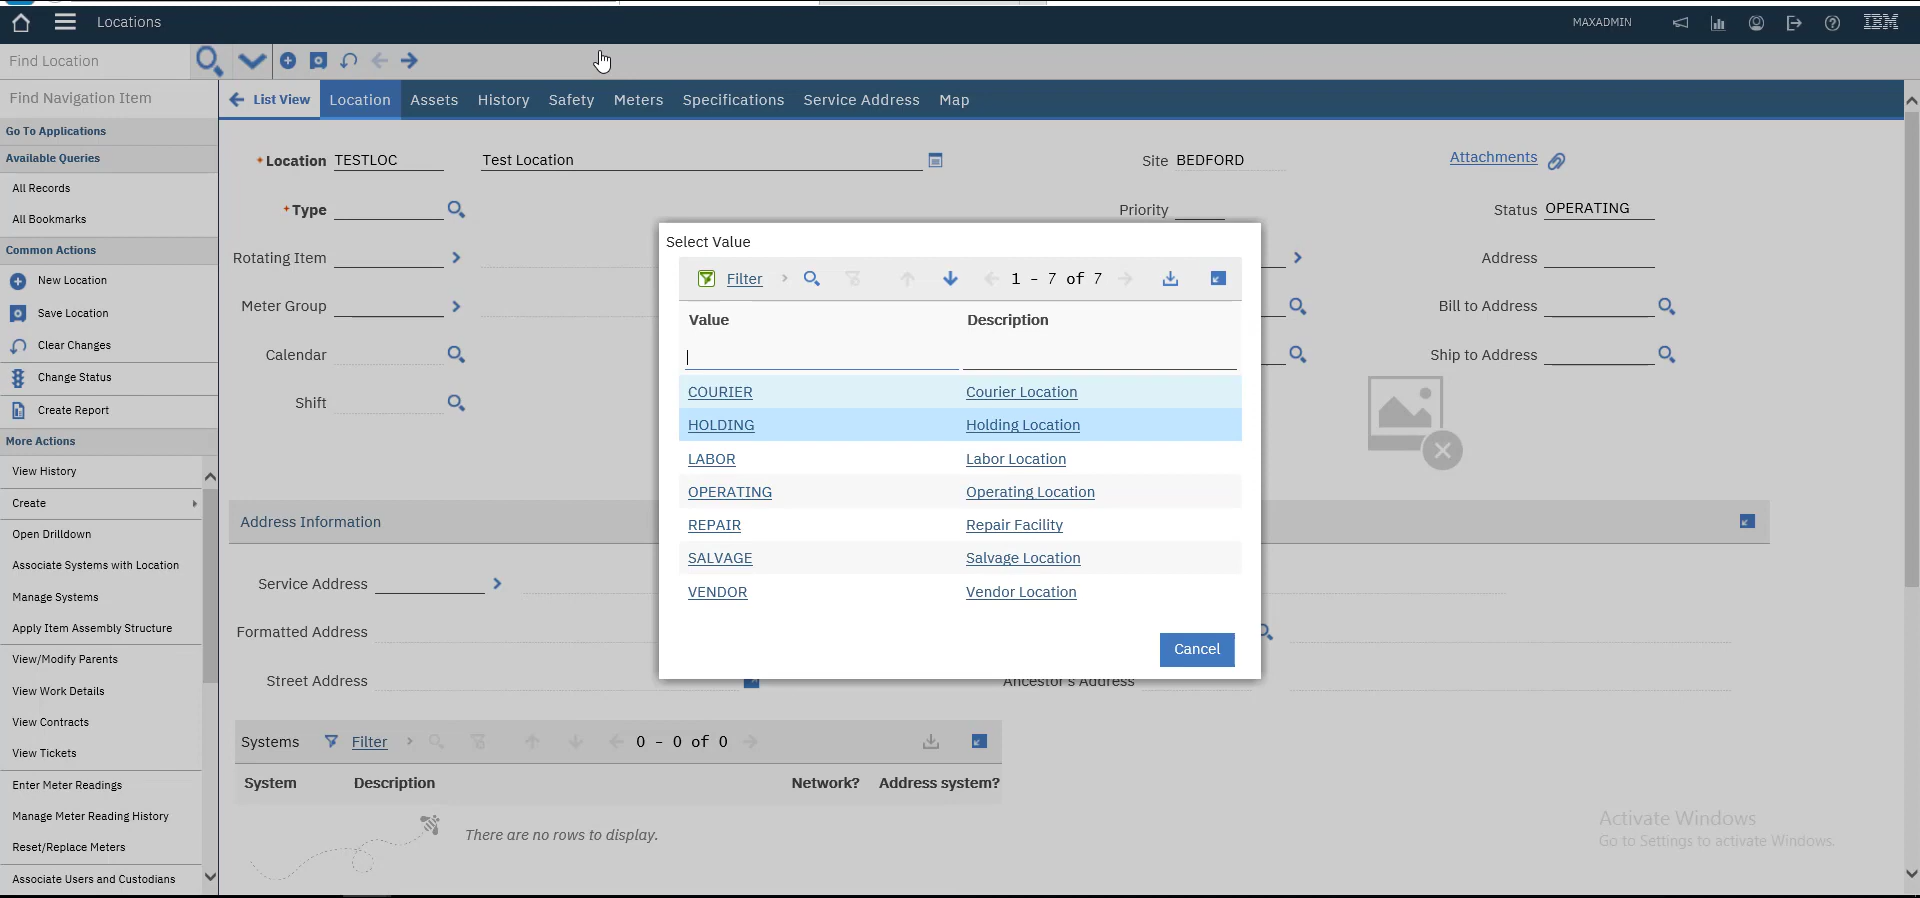 Locations
MAXADMIN
IBM
Find Location
Find Navigation Item
List View Location Assets History Safety Meters Specifications Service Address Map
Go To Applications
Available Queries
All Records
All Bookmarks
Common Actions
New Location
Save Location
Clear Changes
Change Status
Create Report
More Actions
View History
Create
Open Drilldown
Associate Systems with Location
Manage Systems
Apply Item Assembly Structure
View/Modify Parents
View Work Details
View Contracts
View Tickets
Enter Meter Readings
Manage Meter Reading History
Reset/Replace Meters
Associate Users and Custodians
* Location TESTLOC Test Location Site BEDFORD Attachments
* Type Priority Status OPERATING
Rotating Item Address
Meter Group Bill to Address
Calendar Ship to Address
Shift
Select Value
Filter 1 - 7 of 7
Value Description
COURIER Courier Location
HOLDING Holding Location
LABOR Labor Location
OPERATING Operating Location
REPAIR Repair Facility
SALVAGE Salvage Location
VENDOR Vendor Location
Cancel
Address Information
Service Address
Formatted Address
Street Address Ancestor's Address
Systems Filter 0 - 0 of 0
System Description Network? Address system?
There are no rows to display.
Activate Windows
Go to Settings to activate Windows.